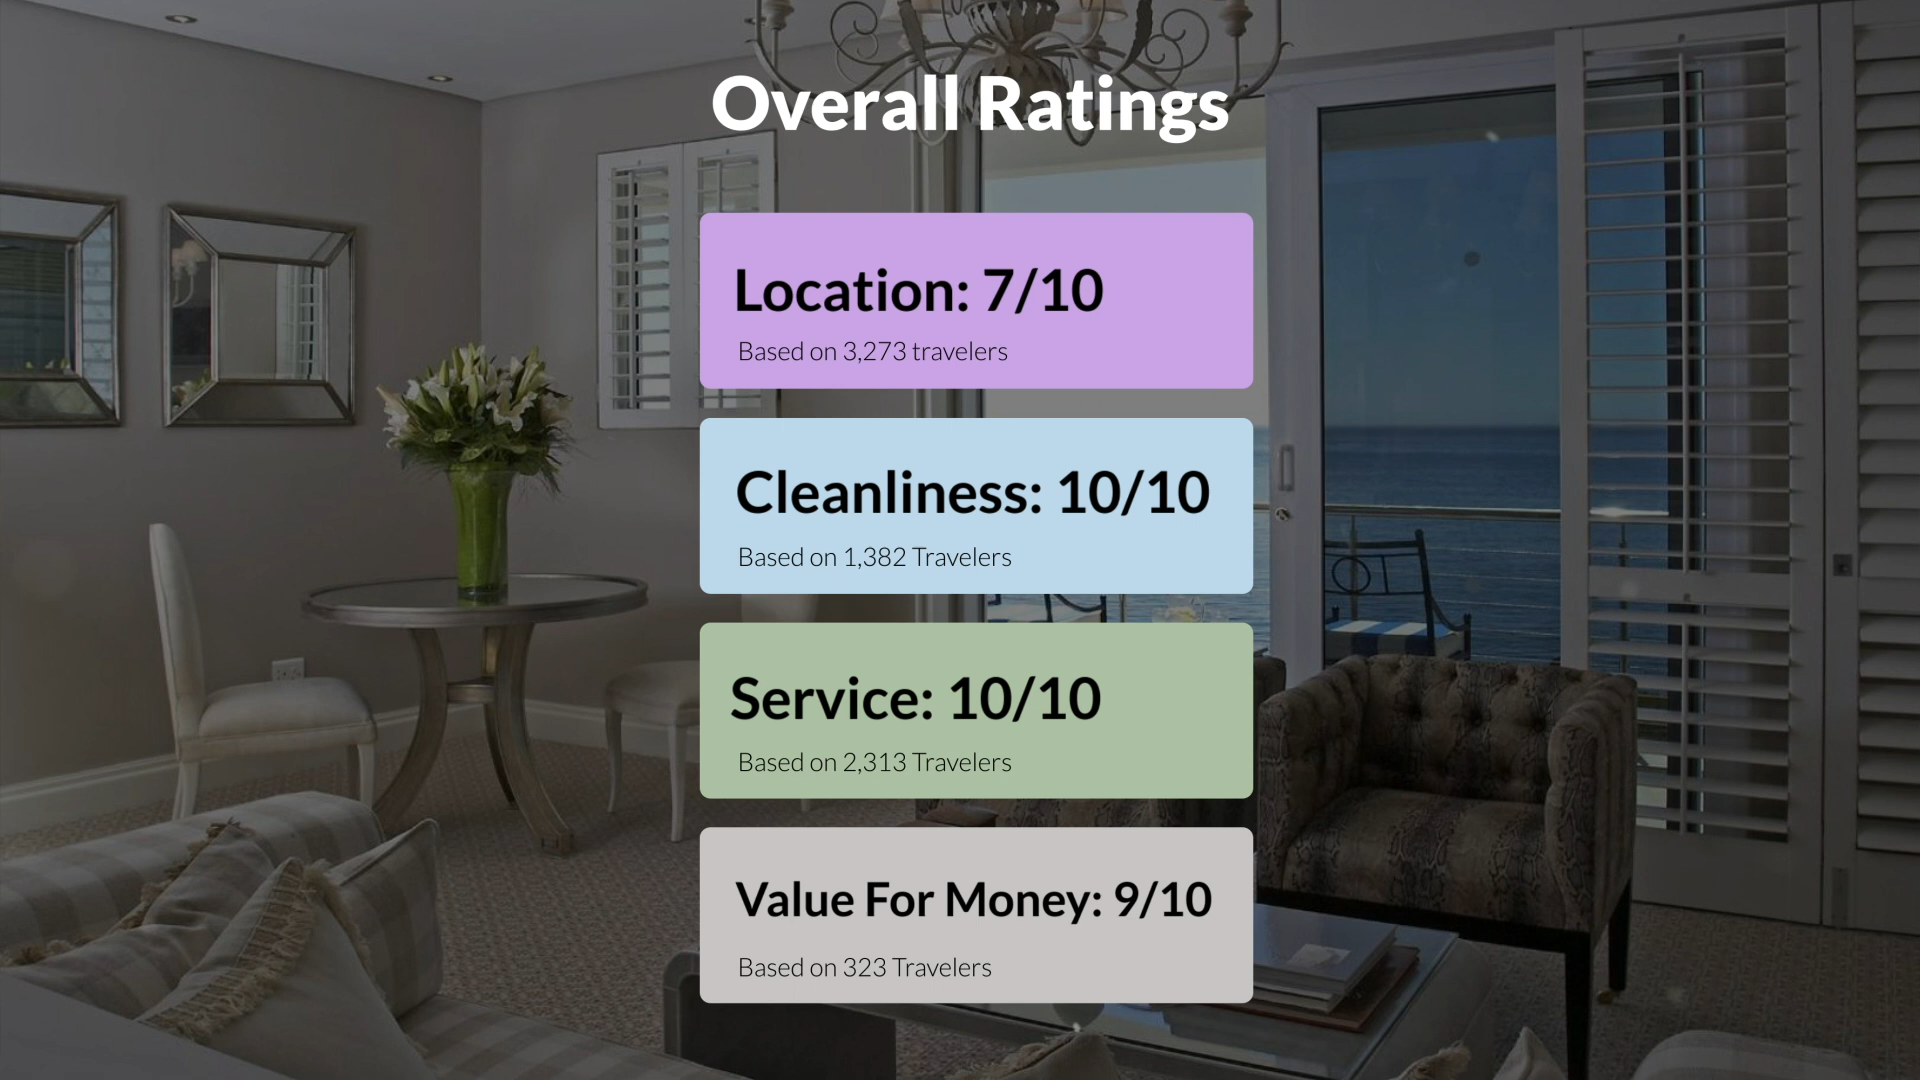 Overall Ratings
Location: 7/10
Based on 3,273 travelers
Cleanliness: 10/10
Based on 1,382 Travelers
Service: 10/10
Based on 2,313 Travelers
Value For Money: 9/10
Based on 323 Travelers